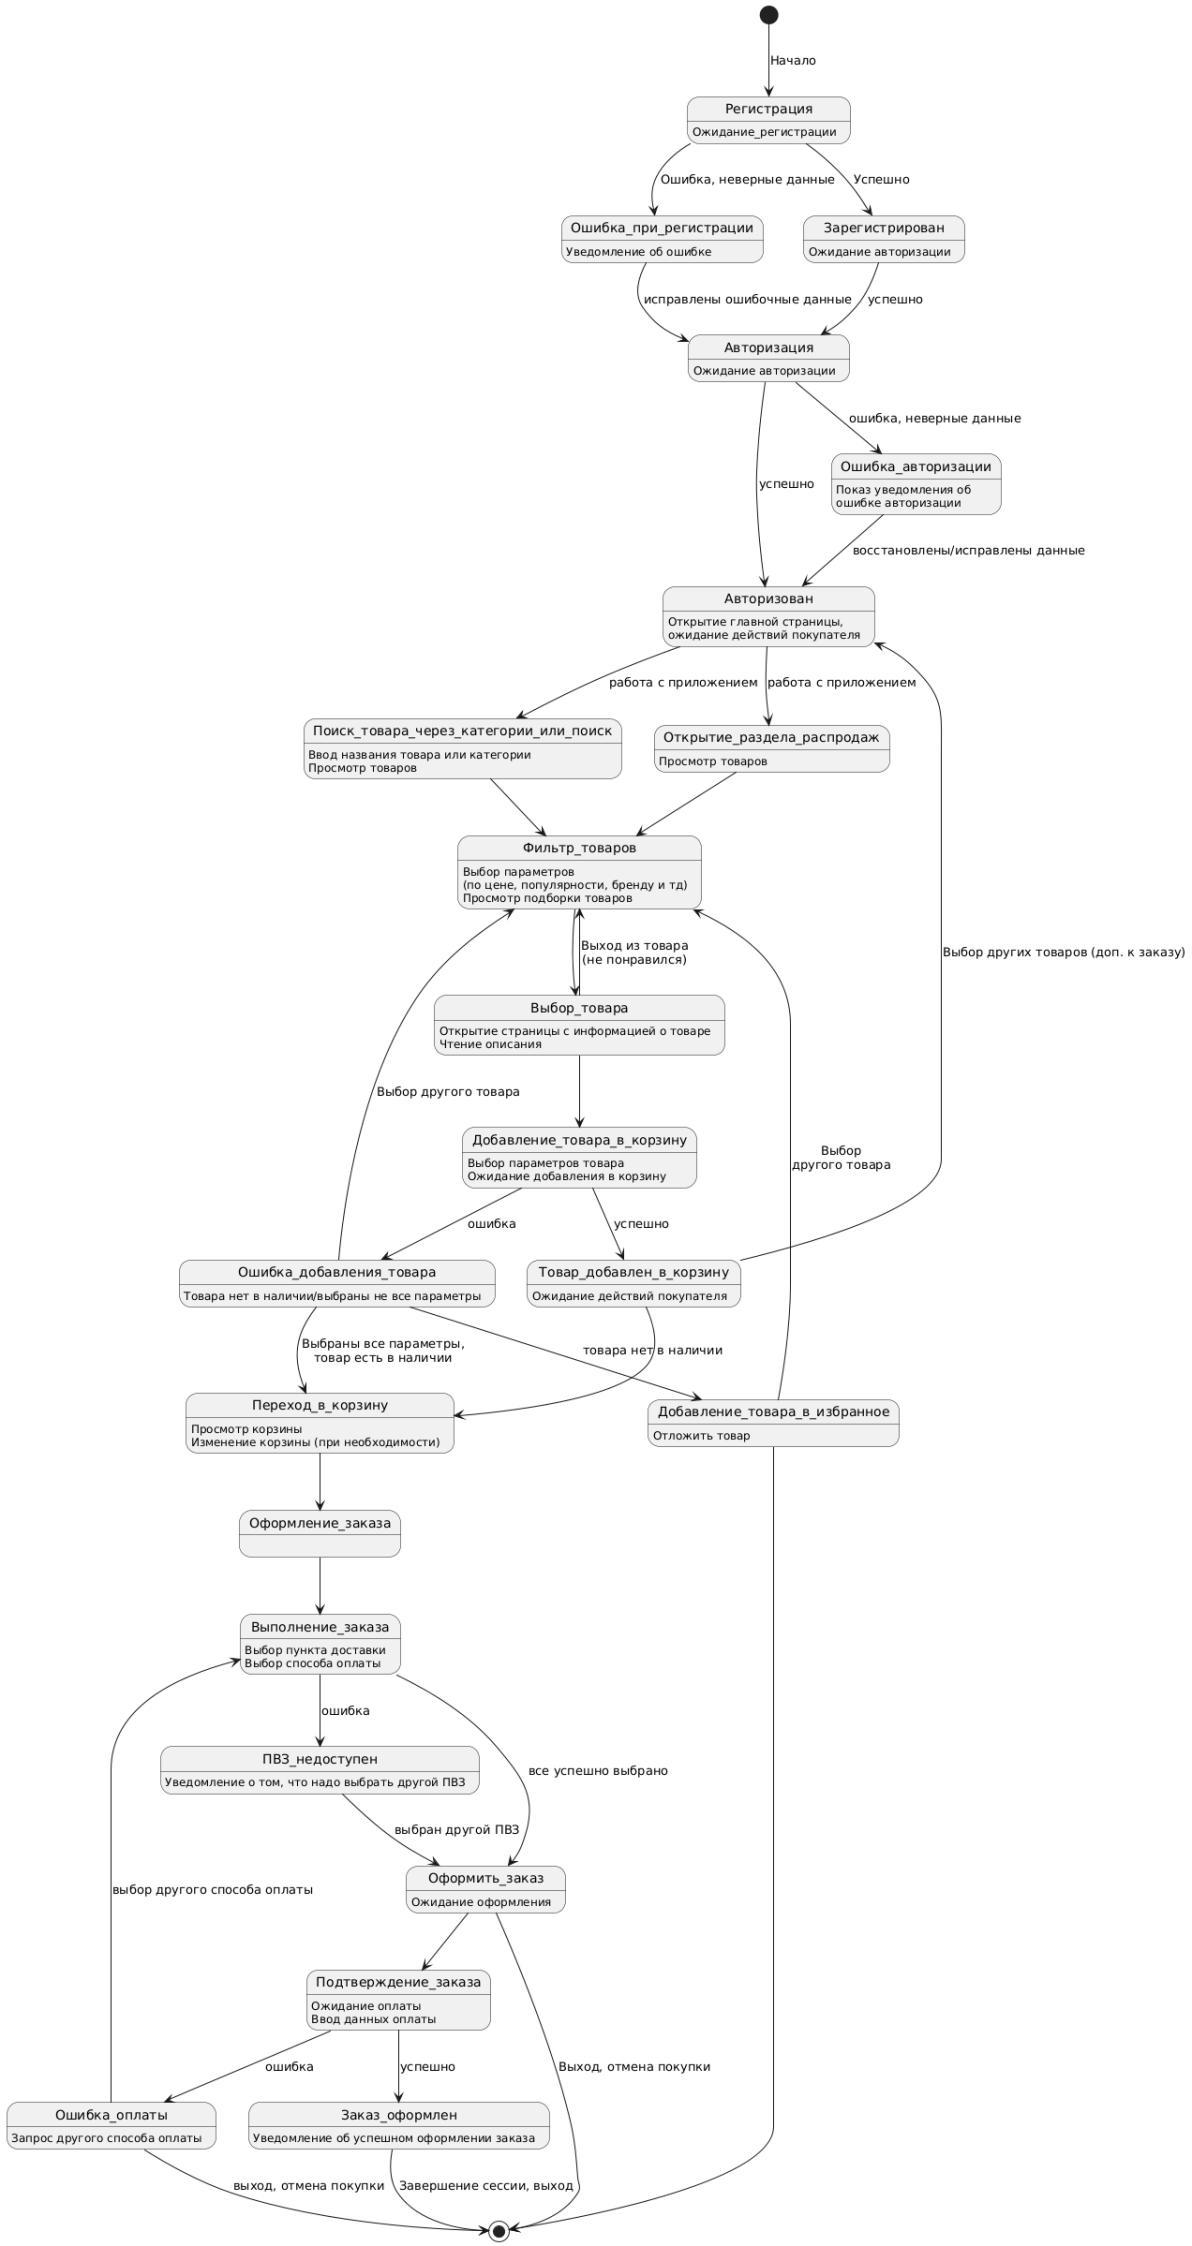 Начало
Регистрация
Ожидание_регистрации
Ошибка, неверные данные
Успешно
Ошибка_при_регистрации
Уведомление об ошибке
Зарегистрирован
Ожидание авторизации
исправлены ошибочные данные
успешно
Авторизация
Ожидание авторизации
ошибка, неверные данные
Ошибка_авторизации
Показ уведомления об
ошибке авторизации
успешно
восстановлены/исправлены данные
Авторизован
Открытие главной страницы,
ожидание действий покупателя
работа с приложением
работа с приложением
Поиск_товара_через_категории_или_поиск
Ввод названия товара или категории
Просмотр товаров
Открытие_раздела_распродаж
Просмотр товаров
Фильтр_товаров
Выбор параметров
(по цене, популярности, бренду и тд)
Просмотр подборки товаров
Выход из товара
(не понравился)
Выбор других товаров (доп. к заказу)
Выбор_товара
Открытие страницы с информацией о товаре
Чтение описания
Выбор другого товара
Добавление_товара_в_корзину
Выбор параметров товара
Ожидание добавления в корзину
Выбор
другого товара
ошибка
успешно
Ошибка_добавления_товара
Товара нет в наличии/выбраны не все параметры
Товар_добавлен_в_корзину
Ожидание действий покупателя
Выбраны все параметры,
товар есть в наличии
товара нет в наличии
Переход_в_корзину
Просмотр корзины
Изменение корзины (при необходимости)
Добавление_товара_в_избранное
Отложить товар
Оформление_заказа
Выполнение_заказа
Выбор пункта доставки
Выбор способа оплаты
ошибка
ПВЗ_недоступен
Уведомление о том, что надо выбрать другой ПВЗ
все успешно выбрано
выбран другой ПВЗ
Оформить_заказ
Ожидание оформления
выбор другого способа оплаты
Подтверждение_заказа
Ожидание оплаты
Ввод данных оплаты
ошибка
успешно
Выход, отмена покупки
Ошибка_оплаты
Запрос другого способа оплаты
Заказ_оформлен
Уведомление об успешном оформлении заказа
выход, отмена покупки
Завершение сессии, выход